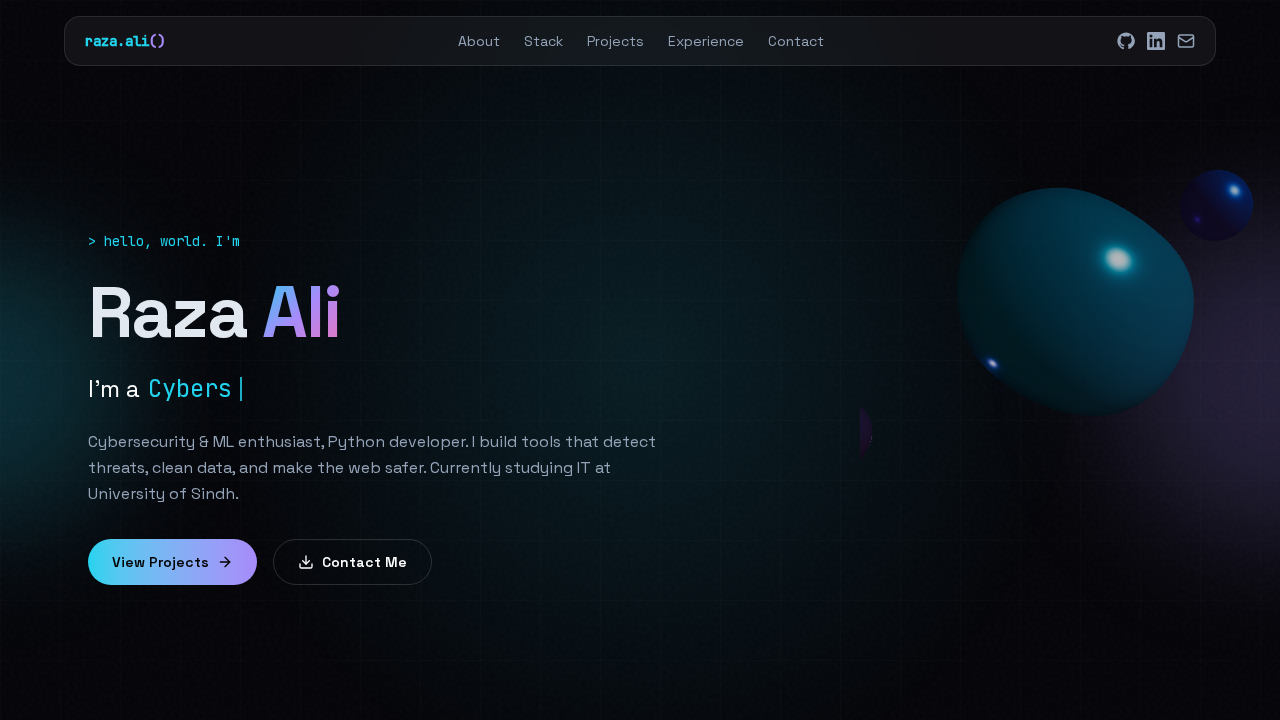 raza.ali()
About
Stack
Projects
Experience
Contact
> hello, world. I'm
Raza Ali
I'm a Cybers|
Cybersecurity & ML enthusiast, Python developer. I build tools that detect
threats, clean data, and make the web safer. Currently studying IT at
University of Sindh.
View Projects
Contact Me